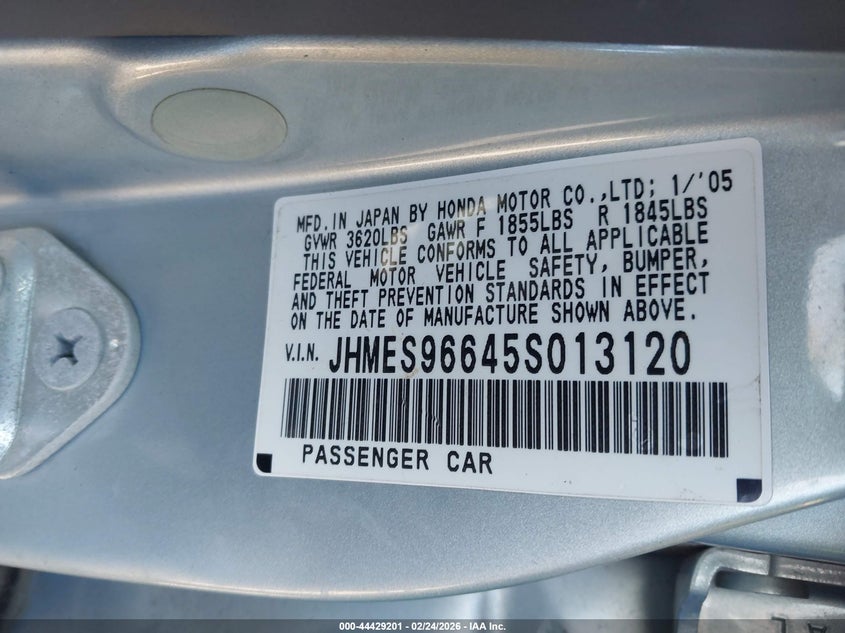 MFD. IN JAPAN BY HONDA MOTOR CO.,LTD; 1/'05
GVWR 3620LBS GAWR F 1855LBS R 1845LBS
THIS VEHICLE CONFORMS TO ALL APPLICABLE
FEDERAL MOTOR VEHICLE SAFETY, BUMPER,
AND THEFT PREVENTION STANDARDS IN EFFECT
ON THE DATE OF MANUFACTURE SHOWN ABOVE.
V.I.N. JHMES96645S013120
PASSENGER CAR
000-44429201 - 02/24/2026 - IAA Inc.